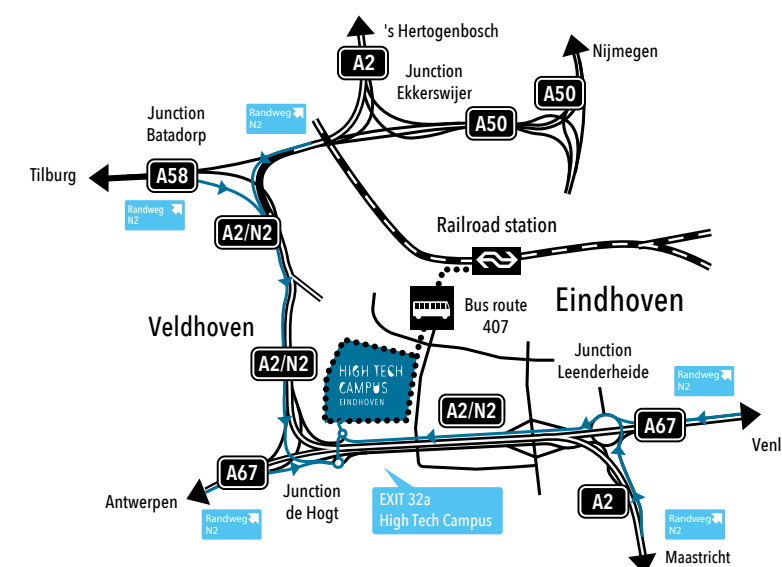 's Hertogenbosch
A2
Junction
Ekkerswijer
Nijmegen
A50
A50
Junction
Batadorp
Randweg
N2
Tilburg
A58
Randweg
N2
A2/N2
Railroad station
Eindhoven
Bus route
407
Veldhoven
Junction
Leenderheide
A2/N2
HIGH TECH
CAMPUS
EINDHOVEN
Randweg
N2
A2/N2
A67
Venl
A67
Antwerpen
Junction
de Hogt
EXIT 32a
High Tech Campus
A2
Randweg
N2
Randweg
N2
Maastricht